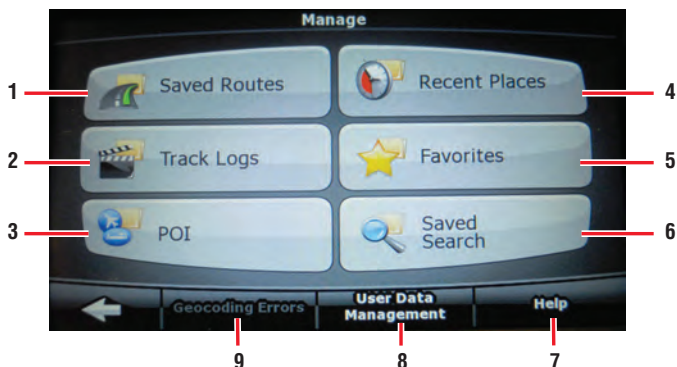 Manage
1 Saved Routes Recent Places 4
2 Track Logs Favorites 5
3 POI Saved Search 6
Geocoding Errors User Data Management Help
9 8 7